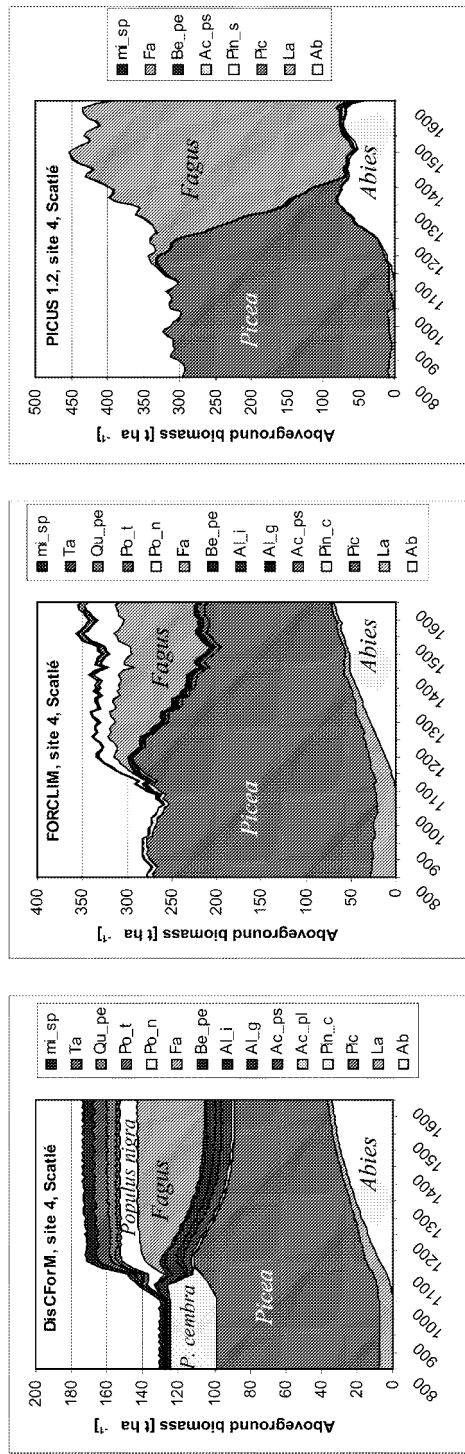 DisCForM, site 4, Scatlé
Aboveground biomass [t ha -1]
200
180
160
140
120
100
80
60
40
20
0
800
900
1000
1100
1200
1300
1400
1500
1600
P. cembra
Populus nigra
Fagus
Picea
Abies
mi_sp
Ta
Qu_pe
Po_t
Po_n
Fa
Be_pe
Al_i
Al_g
Ac_ps
Ac_pl
Pin_c
Pic
La
Ab
FORCLIM, site 4, Scatlé
Aboveground biomass [t ha -1]
400
350
300
250
200
150
100
50
0
800
900
1000
1100
1200
1300
1400
1500
1600
Fagus
Picea
Abies
mi_sp
Ta
Qu_pe
Po_t
Po_n
Fa
Be_pe
Al_i
Al_g
Ac_ps
Pin_c
Pic
La
Ab
PICUS 1.2, site 4, Scatlé
Aboveground biomass [t ha -1]
500
450
400
350
300
250
200
150
100
50
0
800
900
1000
1100
1200
1300
1400
1500
1600
Fagus
Picea
Abies
mi_sp
Fa
Be_pe
Ac_ps
Pin_s
Pic
La
Ab